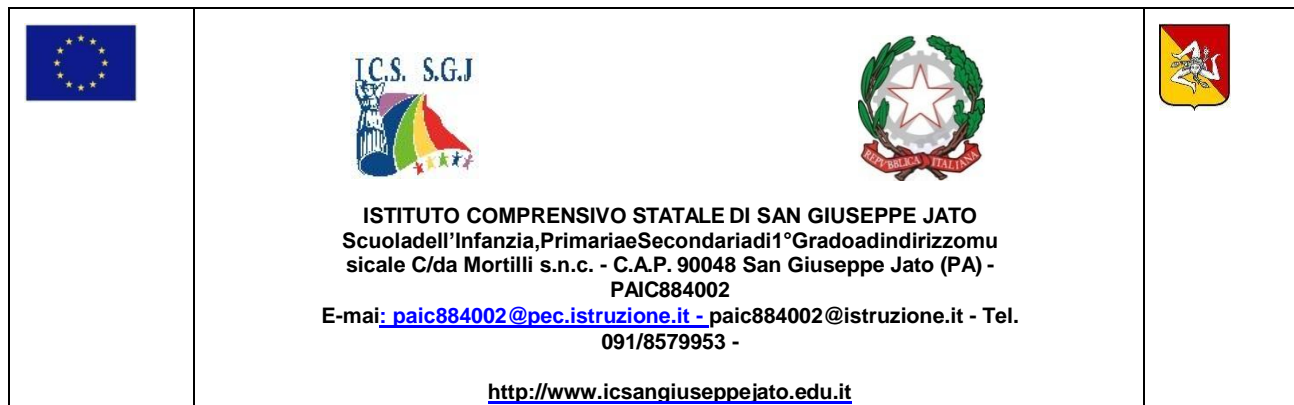 I.C.S. S.G.J
REPVBBLICA ITALIANA
ISTITUTO COMPRENSIVO STATALE DI SAN GIUSEPPE JATO
Scuoladell’Infanzia,PrimariaeSecondariadi1°Gradoadindirizzomu
sicale C/da Mortilli s.n.c. - C.A.P. 90048 San Giuseppe Jato (PA) -
PAIC884002
E-mai: paic884002@pec.istruzione.it - paic884002@istruzione.it - Tel.
091/8579953 -
http://www.icsangiuseppejato.edu.it